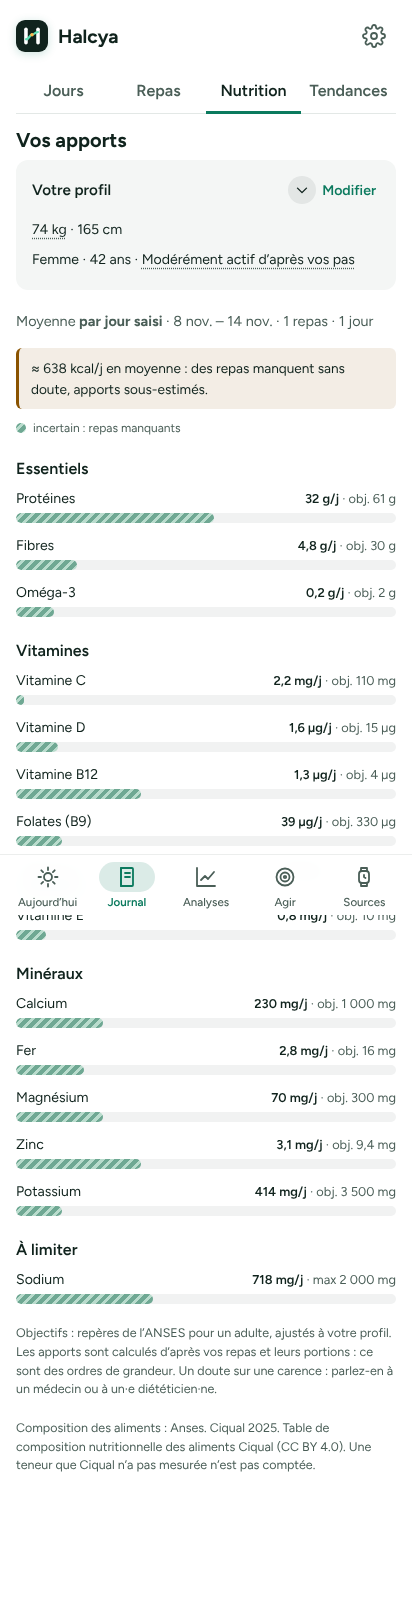 Halcya
Jours
Repas
Nutrition
Tendances
Vos apports
Votre profil
Modifier
74 kg · 165 cm
Femme · 42 ans · Modérément actif d’après vos pas
Moyenne par jour saisi · 8 nov. – 14 nov. · 1 repas · 1 jour
≈ 638 kcal/j en moyenne : des repas manquent sans
doute, apports sous-estimés.
incertain : repas manquants
Essentiels
Protéines 32 g/j · obj. 61 g
Fibres 4,8 g/j · obj. 30 g
Oméga-3 0,2 g/j · obj. 2 g
Vitamines
Vitamine C 2,2 mg/j · obj. 110 mg
Vitamine D 1,6 µg/j · obj. 15 µg
Vitamine B12 1,3 µg/j · obj. 4 µg
Folates (B9) 39 µg/j · obj. 330 µg
Aujourd’hui
Journal
Analyses
Agir
Sources
Vitamine E 0,8 mg/j · obj. 10 mg
Minéraux
Calcium 230 mg/j · obj. 1 000 mg
Fer 2,8 mg/j · obj. 16 mg
Magnésium 70 mg/j · obj. 300 mg
Zinc 3,1 mg/j · obj. 9,4 mg
Potassium 414 mg/j · obj. 3 500 mg
À limiter
Sodium 718 mg/j · max 2 000 mg
Objectifs : repères de l’ANSES pour un adulte, ajustés à votre profil.
Les apports sont calculés d’après vos repas et leurs portions : ce
sont des ordres de grandeur. Un doute sur une carence : parlez-en à
un médecin ou à un·e diététicien·ne.
Composition des aliments : Anses. Ciqual 2025. Table de
composition nutritionnelle des aliments Ciqual (CC BY 4.0). Une
teneur que Ciqual n’a pas mesurée n’est pas comptée.